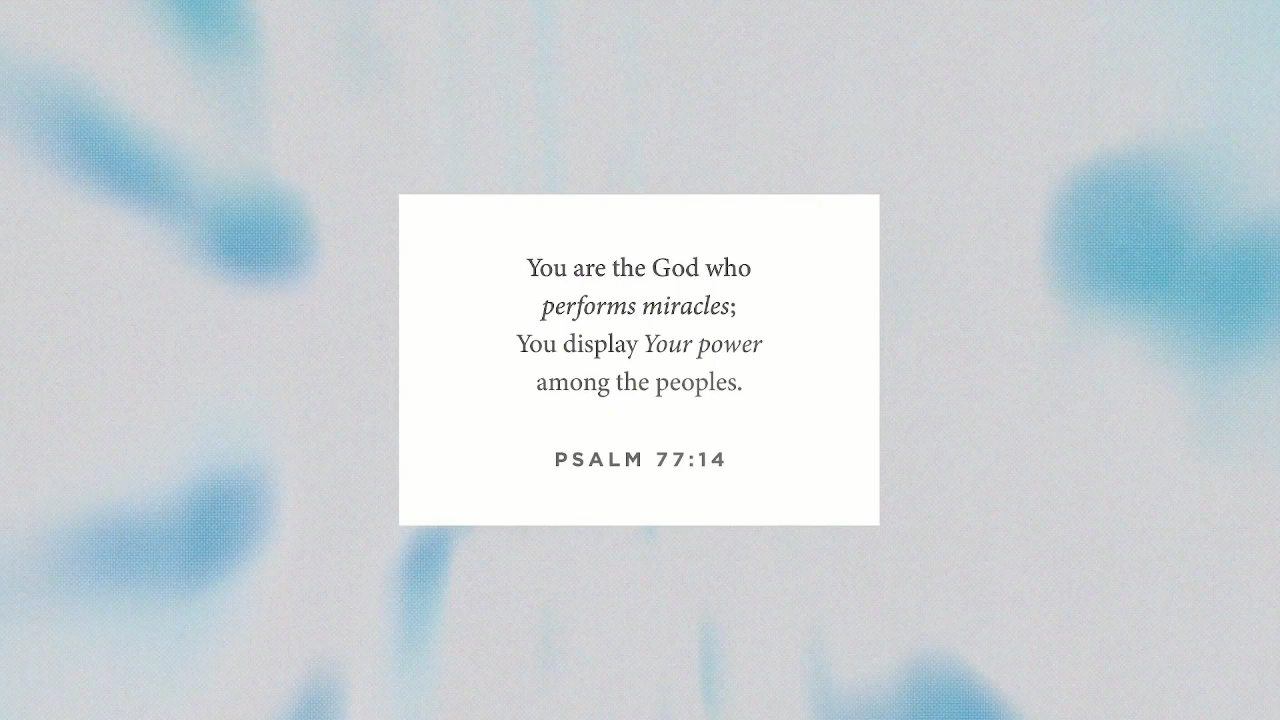 You are the God who
performs miracles;
You display Your power
among the peoples.
PSALM 77:14